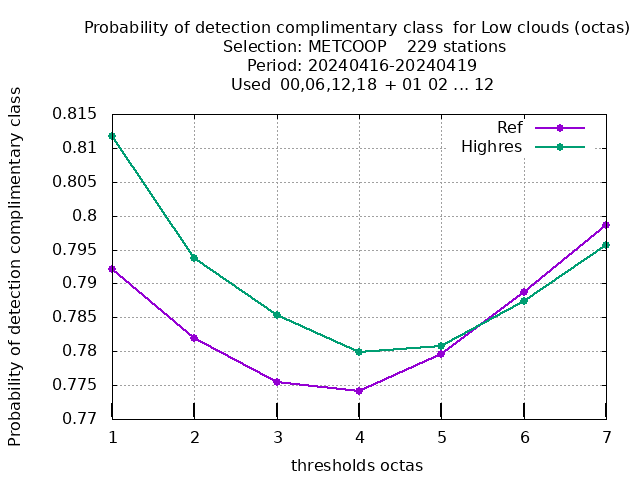 Probability of detection complimentary class  for Low clouds (octas)
Selection: METCOOP    229 stations
Period: 20240416-20240419
Used  00,06,12,18  + 01 02 ... 12
Probability of detection complimentary class
0.815
0.81
0.805
0.8
0.795
0.79
0.785
0.78
0.775
0.77
Ref
Highres
1 2 3 4 5 6 7
thresholds octas